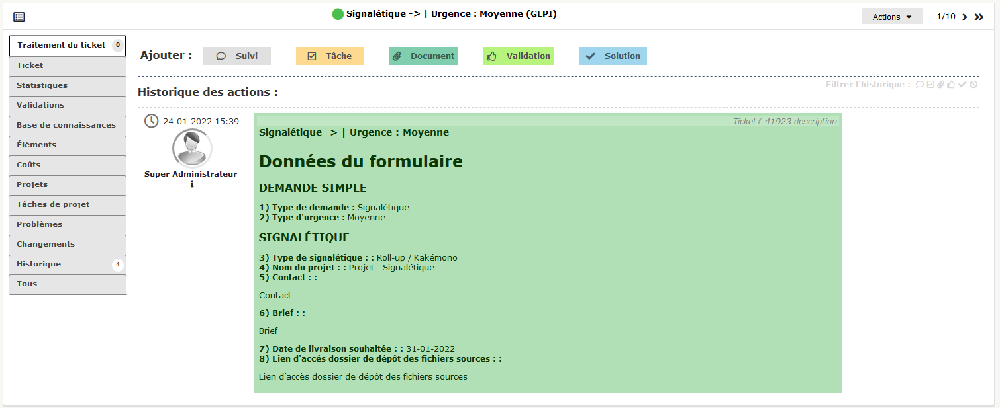 Signalétique -> | Urgence : Moyenne (GLPI)
Actions
1/10
Traitement du ticket 0
Ticket
Statistiques
Validations
Base de connaissances
Éléments
Coûts
Projets
Tâches de projet
Problèmes
Changements
Historique 4
Tous
Ajouter : Suivi Tâche Document Validation Solution
Filtrer l'historique :
Historique des actions :
24-01-2022 15:39
Super Administrateur
Ticket# 41923 description
Signalétique -> | Urgence : Moyenne
Données du formulaire
DEMANDE SIMPLE
1) Type de demande : Signalétique
2) Type d'urgence : Moyenne
SIGNALÉTIQUE
3) Type de signalétique : : Roll-up / Kakémono
4) Nom du projet : : Projet - Signalétique
5) Contact : :
Contact
6) Brief : :
Brief
7) Date de livraison souhaitée : : 31-01-2022
8) Lien d'accés dossier de dépôt des fichiers sources : :
Lien d’accès dossier de dépôt des fichiers sources